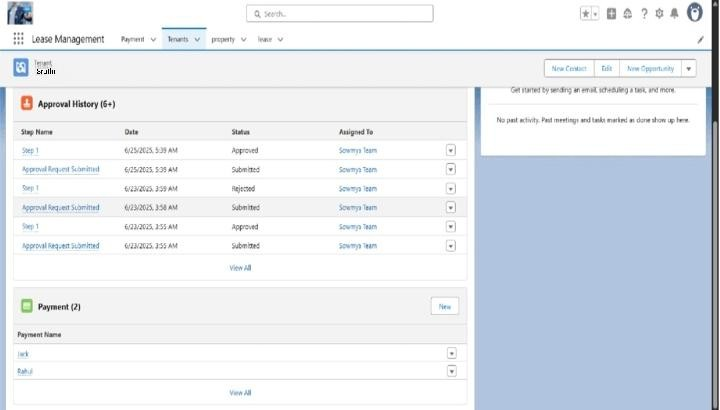 Search...
Lease Management Payment Tenants property lease
Tenant
New Contact Edit New Opportunity
Get started by sending an email, scheduling a task, and more.
No past activity. Past meetings and tasks marked as done show up here.
Approval History (6+)
Step Name Date Status Assigned To
Step 1 6/25/2025, 5:39 AM Approved Sowmya Team
Approval Request Submitted 6/25/2025, 5:39 AM Submitted Sowmya Team
Step 1 6/23/2025, 3:59 AM Rejected Sowmya Team
Approval Request Submitted 6/23/2025, 3:58 AM Submitted Sowmya Team
Step 1 6/23/2025, 3:55 AM Approved Sowmya Team
Approval Request Submitted 6/23/2025, 3:55 AM Submitted Sowmya Team
View All
Payment (2)
New
Payment Name
Jack
Rahul
View All